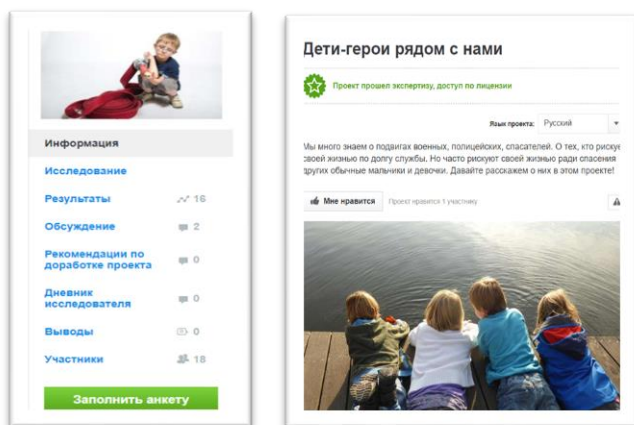 Информация
Исследование
Результаты 16
Обсуждение 2
Рекомендации по
доработке проекта 0
Дневник
исследователя 0
Выводы 0
Участники 18
Заполнить анкету
Дети-герои рядом с нами
Проект прошел экспертизу, доступ по лицензии
Язык проекта: Русский
Мы много знаем о подвигах военных, полицейских, спасателей. О тех, кто рискуе
своей жизнью по долгу службы. Но часто рискуют своей жизнью ради спасения
других обычные мальчики и девочки. Давайте расскажем о них в этом проекте!
Мне нравится Проект нравится 1 участнику